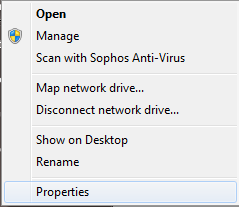 Open
Manage
Scan with Sophos Anti-Virus
Map network drive...
Disconnect network drive...
Show on Desktop
Rename
Properties